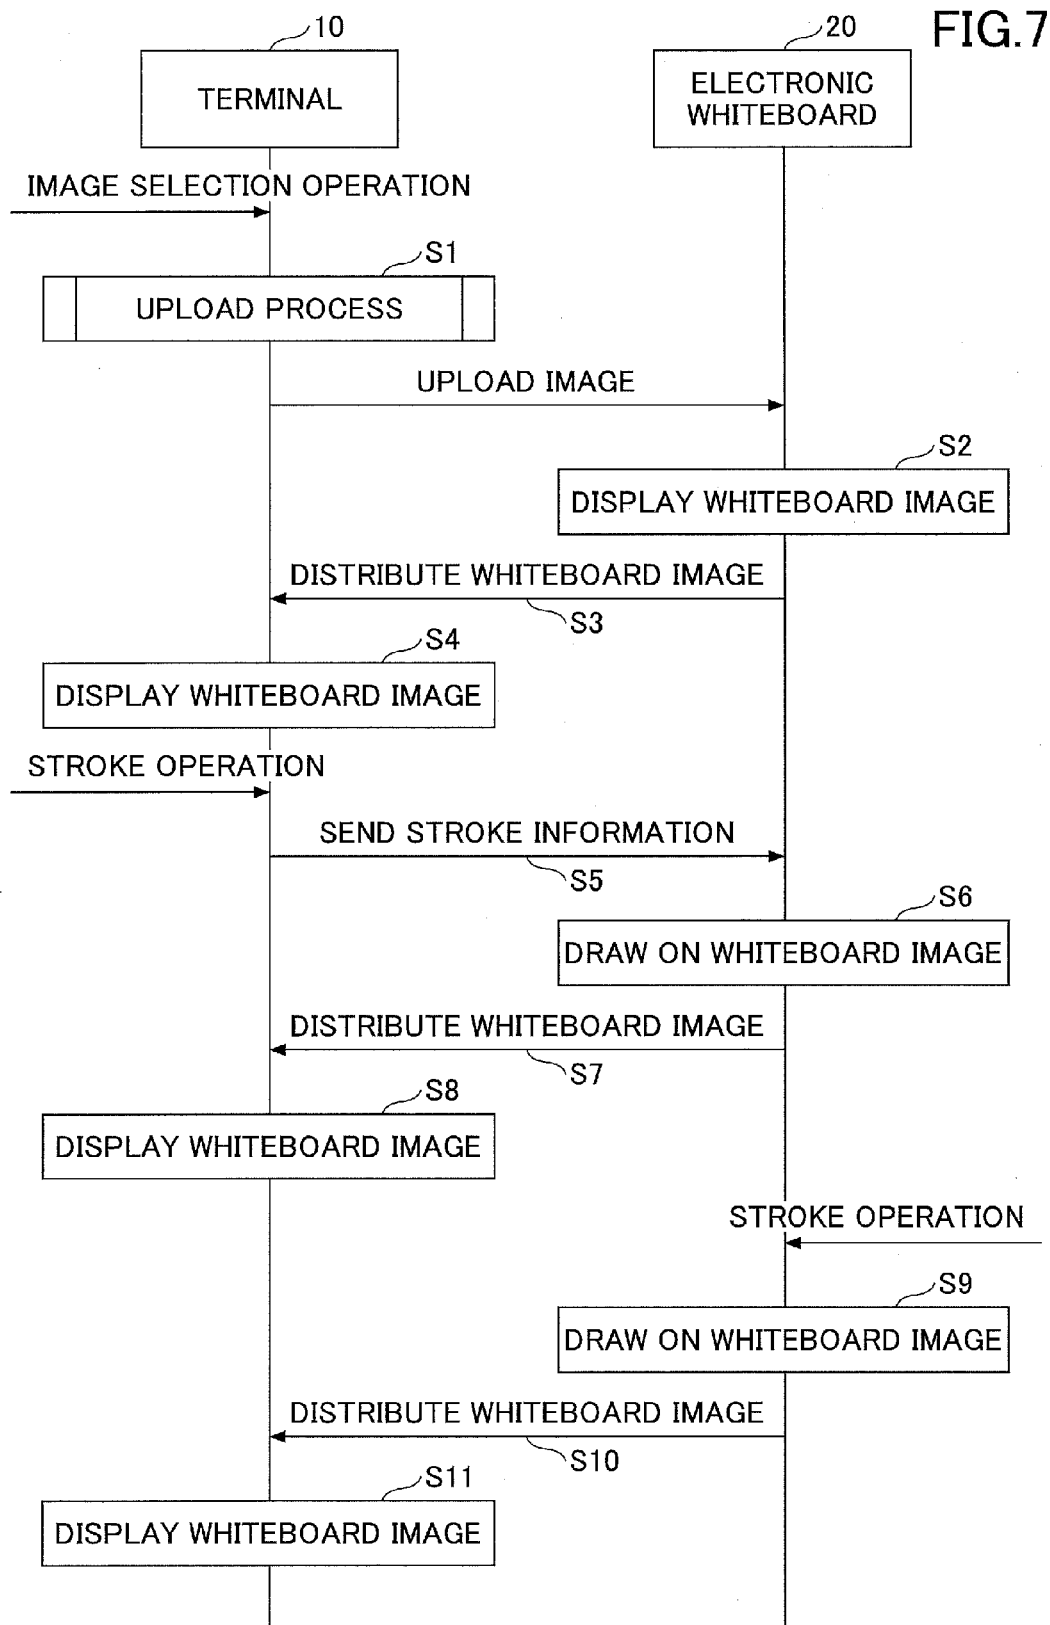 FIG.7
10
20
TERMINAL
ELECTRONIC
WHITEBOARD
IMAGE SELECTION OPERATION
S1
UPLOAD PROCESS
UPLOAD IMAGE
S2
DISPLAY WHITEBOARD IMAGE
DISTRIBUTE WHITEBOARD IMAGE
S3
S4
DISPLAY WHITEBOARD IMAGE
STROKE OPERATION
SEND STROKE INFORMATION
S5
S6
DRAW ON WHITEBOARD IMAGE
DISTRIBUTE WHITEBOARD IMAGE
S7
S8
DISPLAY WHITEBOARD IMAGE
STROKE OPERATION
S9
DRAW ON WHITEBOARD IMAGE
DISTRIBUTE WHITEBOARD IMAGE
S10
S11
DISPLAY WHITEBOARD IMAGE